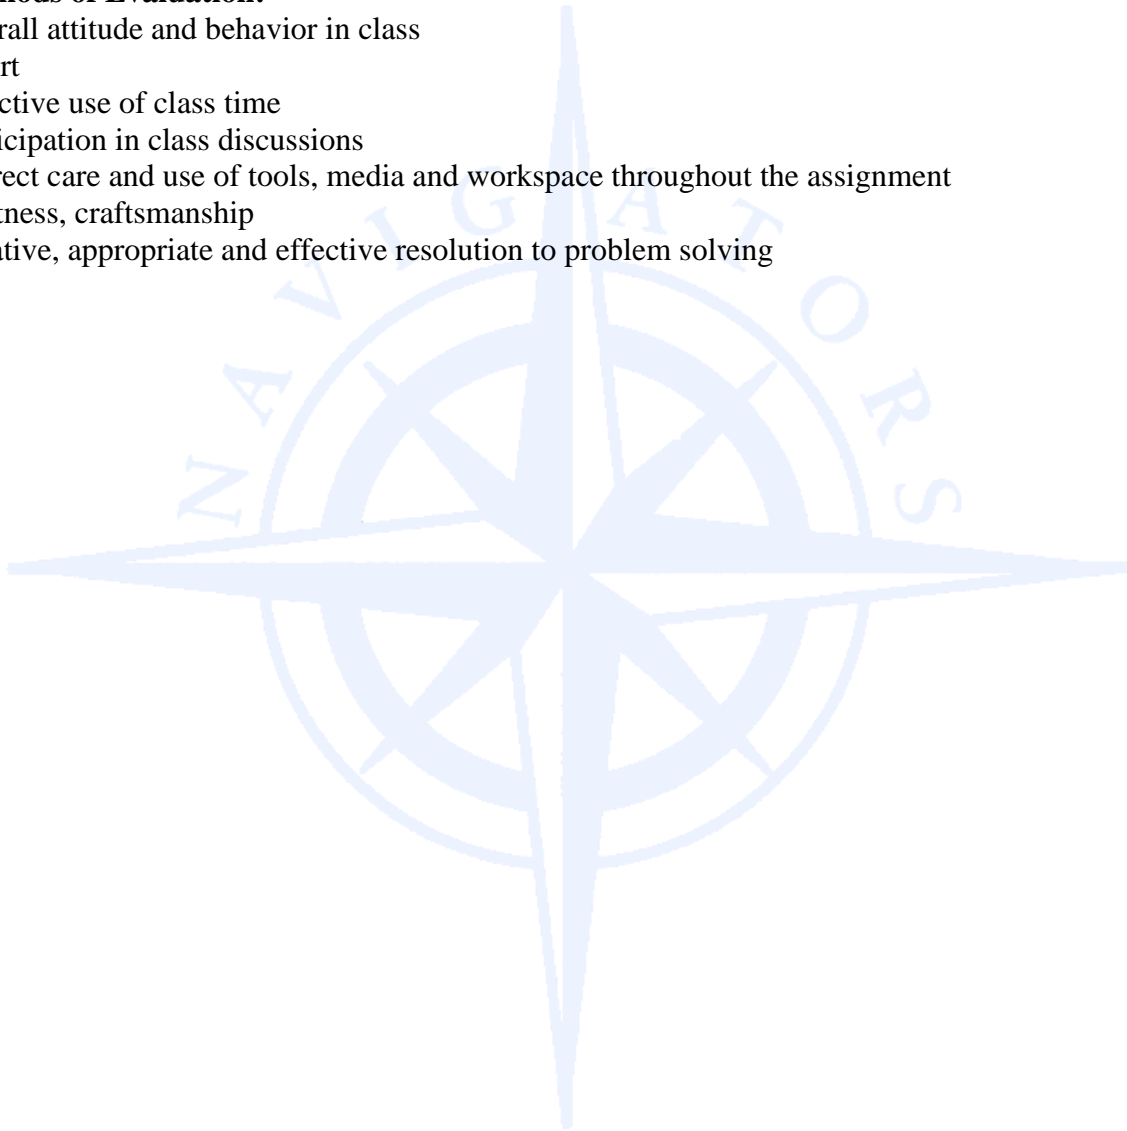 hods of Evaluation:
rall attitude and behavior in class
rt
ctive use of class time
icipation in class discussions
rect care and use of tools, media and workspace throughout the assignment
tness, craftsmanship
ative, appropriate and effective resolution to problem solving
NAVIGATORS